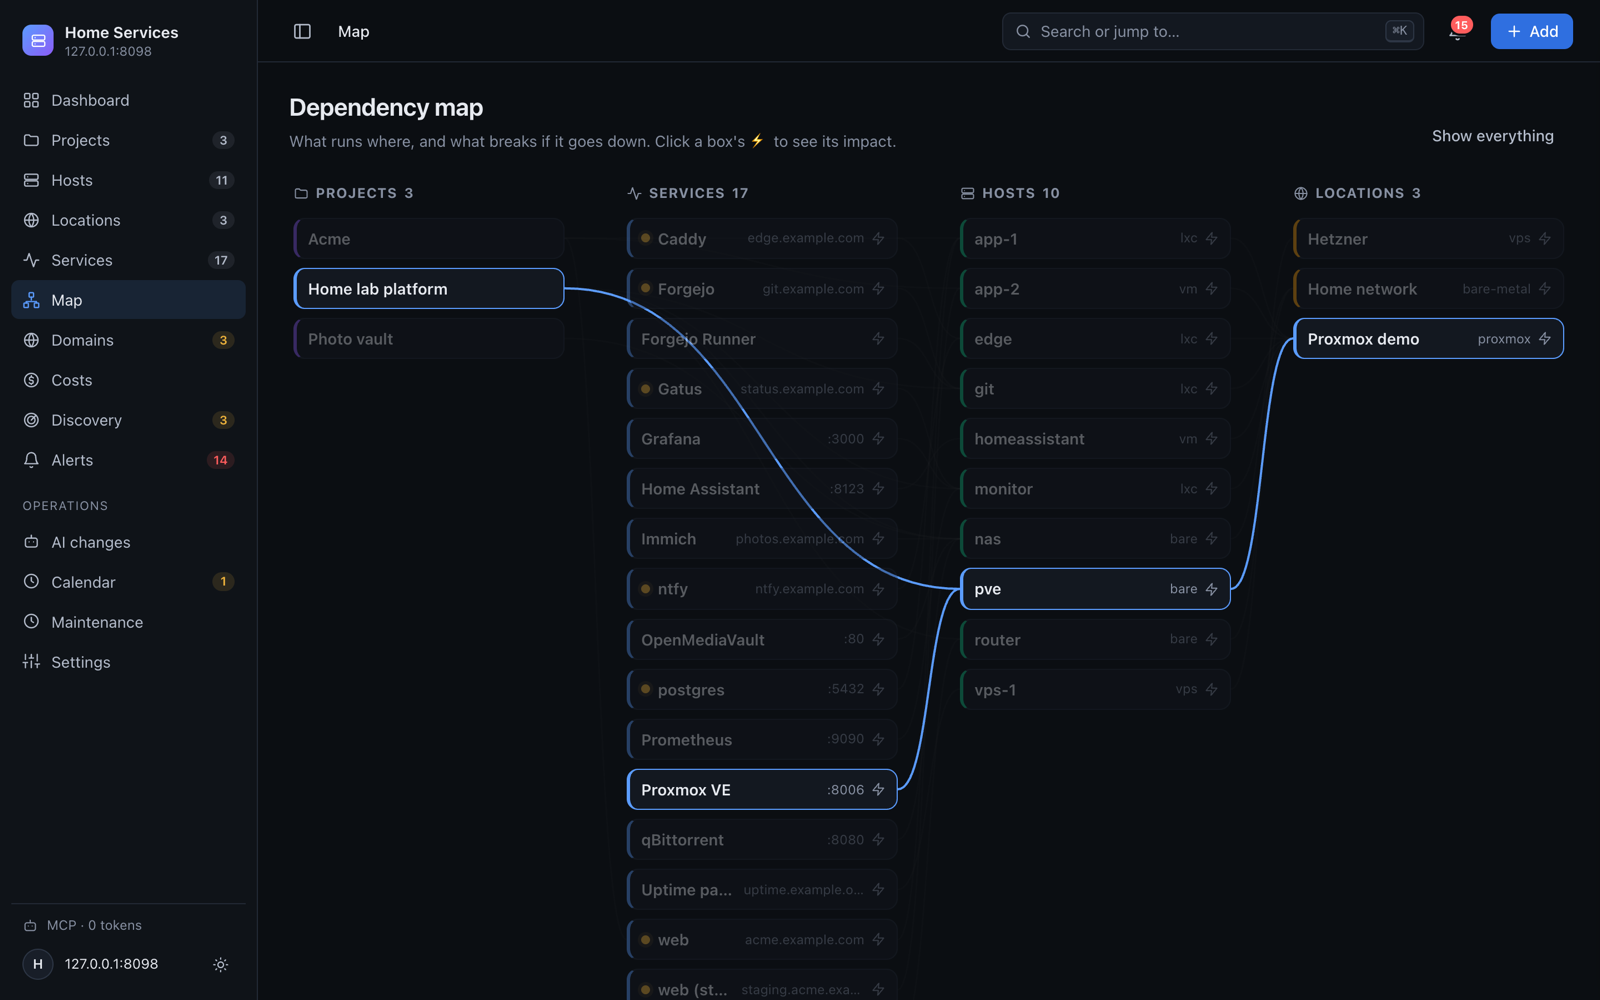 Home Services
127.0.0.1:8098
Dashboard
Projects 3
Hosts 11
Locations 3
Services 17
Map
Domains 3
Costs
Discovery 3
Alerts 14
OPERATIONS
AI changes
Calendar 1
Maintenance
Settings
MCP · 0 tokens
H 127.0.0.1:8098
Map
Search or jump to... ⌘K
15
+ Add
Dependency map
What runs where, and what breaks if it goes down. Click a box's ⚡ to see its impact.
Show everything
PROJECTS 3
Acme
Home lab platform
Photo vault
SERVICES 17
Caddy edge.example.com
Forgejo git.example.com
Forgejo Runner
Gatus status.example.com
Grafana :3000
Home Assistant :8123
Immich photos.example.com
ntfy ntfy.example.com
OpenMediaVault :80
postgres :5432
Prometheus :9090
Proxmox VE :8006
qBittorrent :8080
Uptime pa... uptime.example.o...
web acme.example.com
web (st... staging.acme.exa...
HOSTS 10
app-1 lxc
app-2 vm
edge lxc
git lxc
homeassistant vm
monitor lxc
nas bare
pve bare
router bare
vps-1 vps
LOCATIONS 3
Hetzner vps
Home network bare-metal
Proxmox demo proxmox